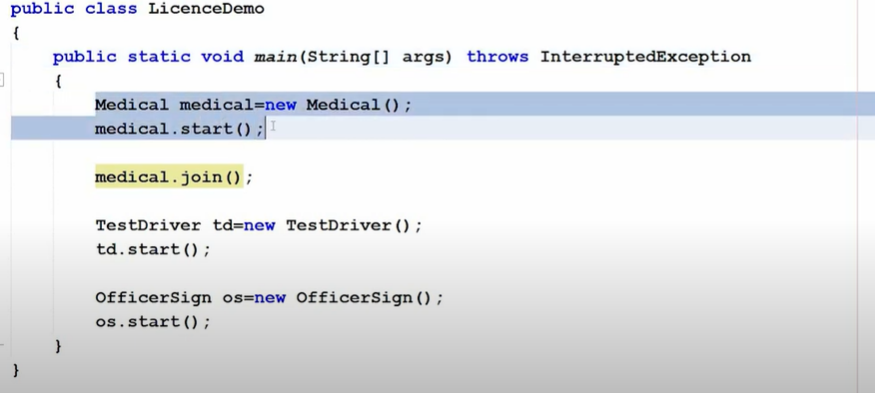 public class LicenceDemo
{
public static void main(String[] args) throws InterruptedException
{
Medical medical=new Medical();
medical.start();
medical.join();
TestDriver td=new TestDriver();
td.start();
OfficerSign os=new OfficerSign();
os.start();
}
}